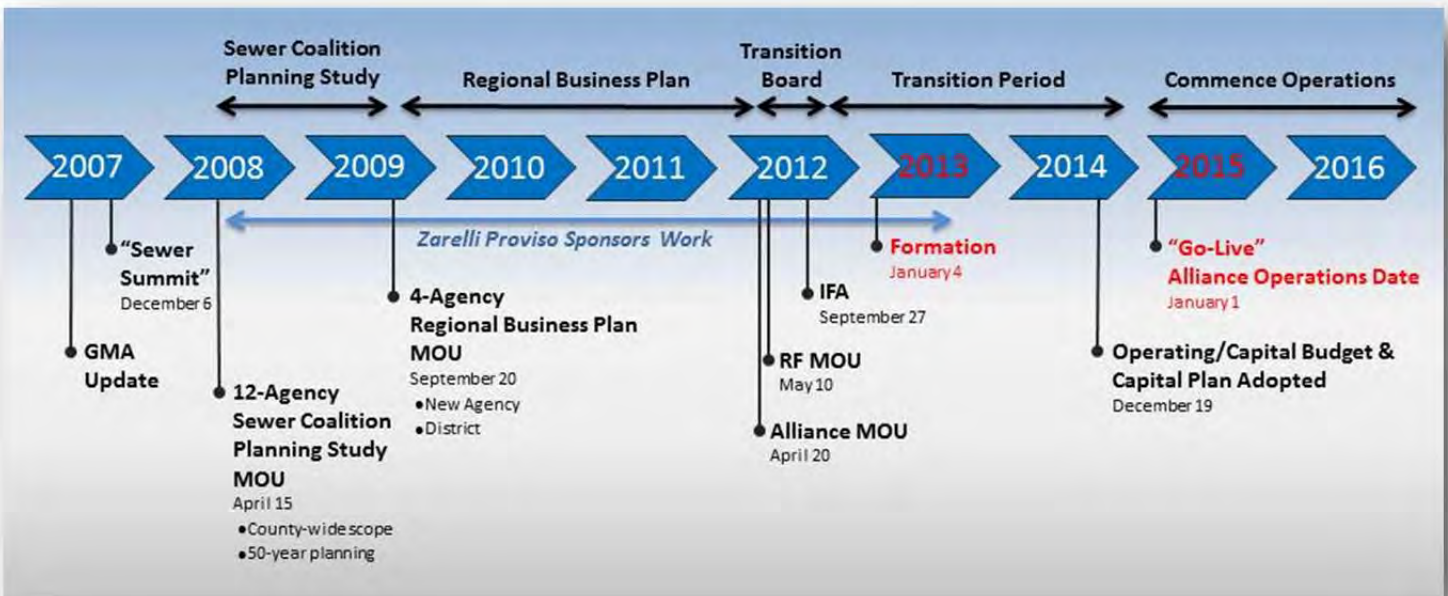 Sewer Coalition
Planning Study
Regional Business Plan
Transition
Board
Transition Period
Commence Operations
2007
2008
2009
2010
2011
2012
2013
2014
2015
2016
Zarelli Proviso Sponsors Work
"Sewer
Summit"
December 6
GMA
Update
12-Agency
Sewer Coalition
Planning Study
MOU
April 15
•County-wide scope
•50-year planning
4-Agency
Regional Business Plan
MOU
September 20
•New Agency
•District
Alliance MOU
April 20
RF MOU
May 10
IFA
September 27
Formation
January 4
Operating/Capital Budget &
Capital Plan Adopted
December 19
"Go-Live"
Alliance Operations Date
January 1